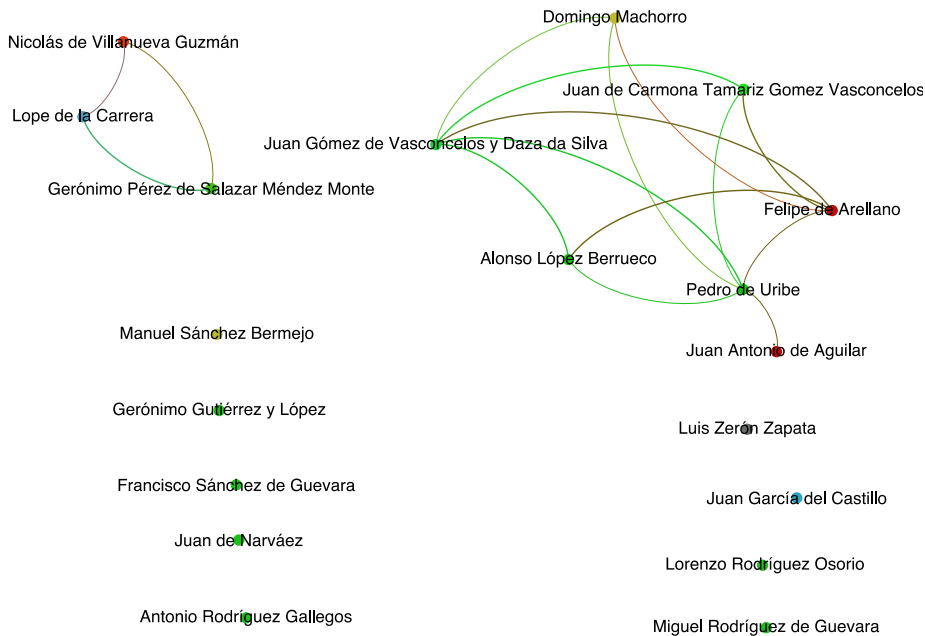 Domingo Machorro
Nicolás de Villanueva Guzmán
Juan de Carmona Tamariz Gomez Vasconcelos
Lope de la Carrera
Juan Gómez de Vasconcelos y Daza da Silva
Gerónimo Pérez de Salazar Méndez Monte
Felipe de Arellano
Alonso López Berrueco
Pedro de Uribe
Manuel Sánchez Bermejo
Juan Antonio de Aguilar
Gerónimo Gutiérrez y López
Luis Zerón Zapata
Francisco Sánchez de Guevara
Juan García del Castillo
Juan de Narváez
Lorenzo Rodríguez Osorio
Antonio Rodríguez Gallegos
Miguel Rodríguez de Guevara